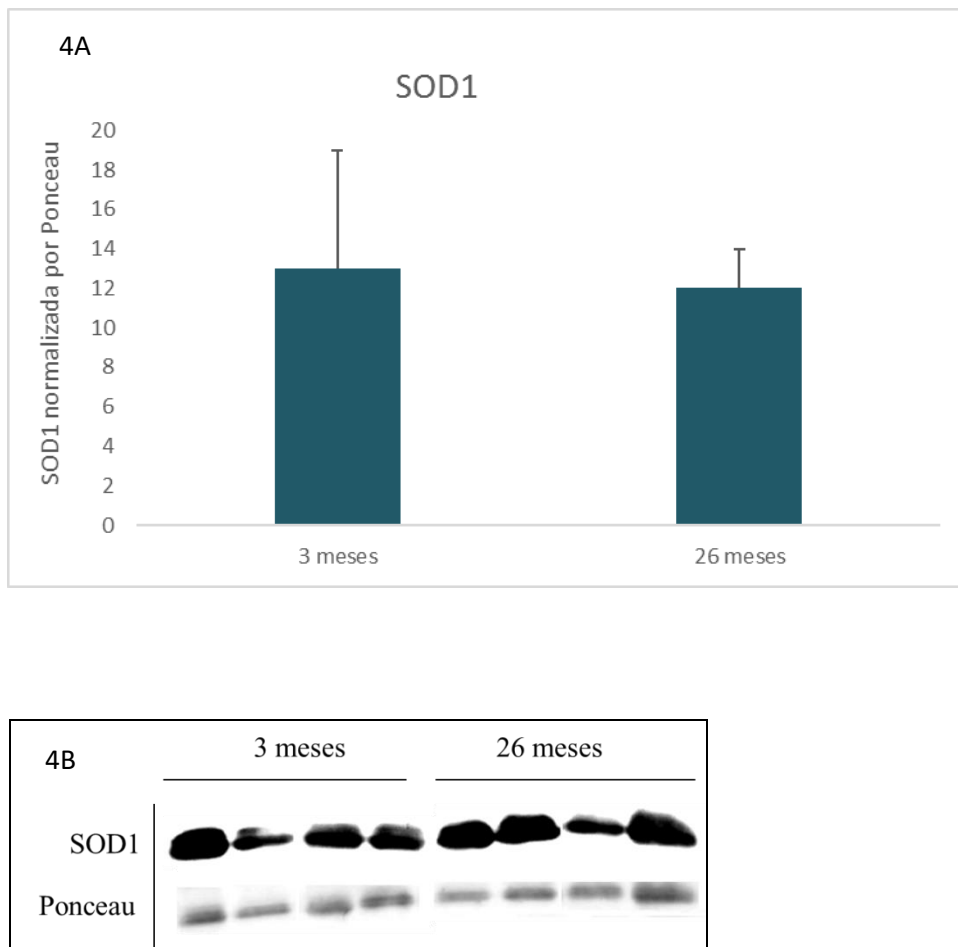 4A
SOD1
SOD1 normalizada por Ponceau
20
18
16
14
12
10
8
6
4
2
0
3 meses
26 meses
4B
3 meses
26 meses
SOD1
Ponceau